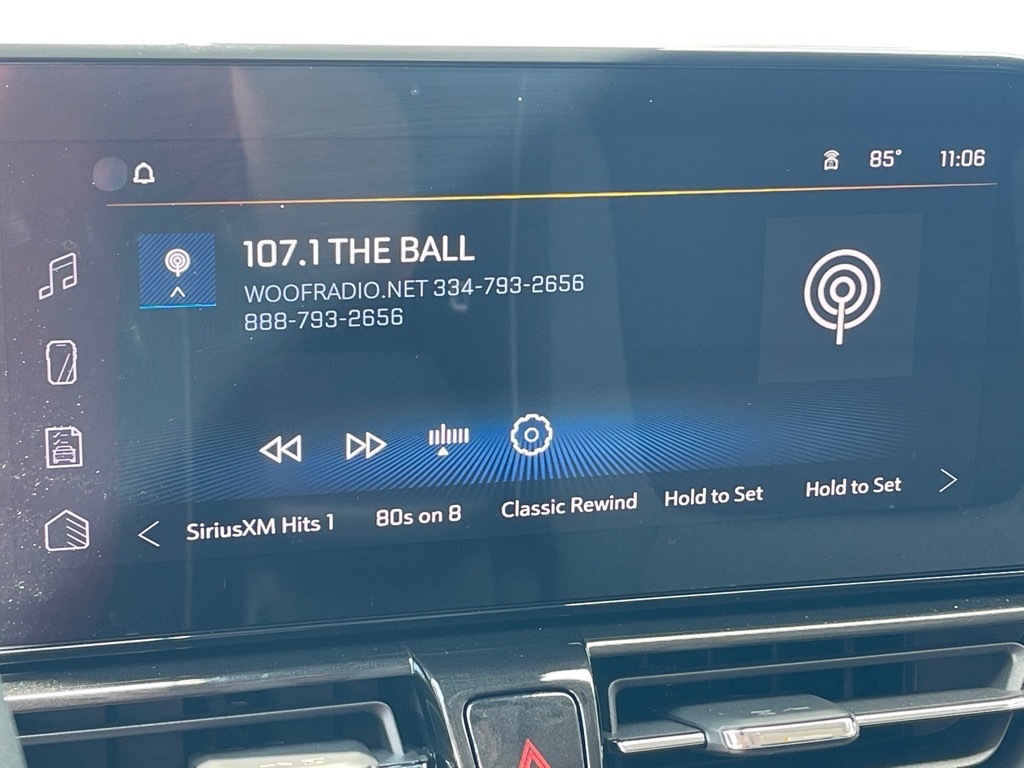 85° 11:06
107.1 THE BALL
WOOFRADIO.NET 334-793-2656
888-793-2656
SiriusXM Hits 1 80s on 8 Classic Rewind Hold to Set Hold to Set